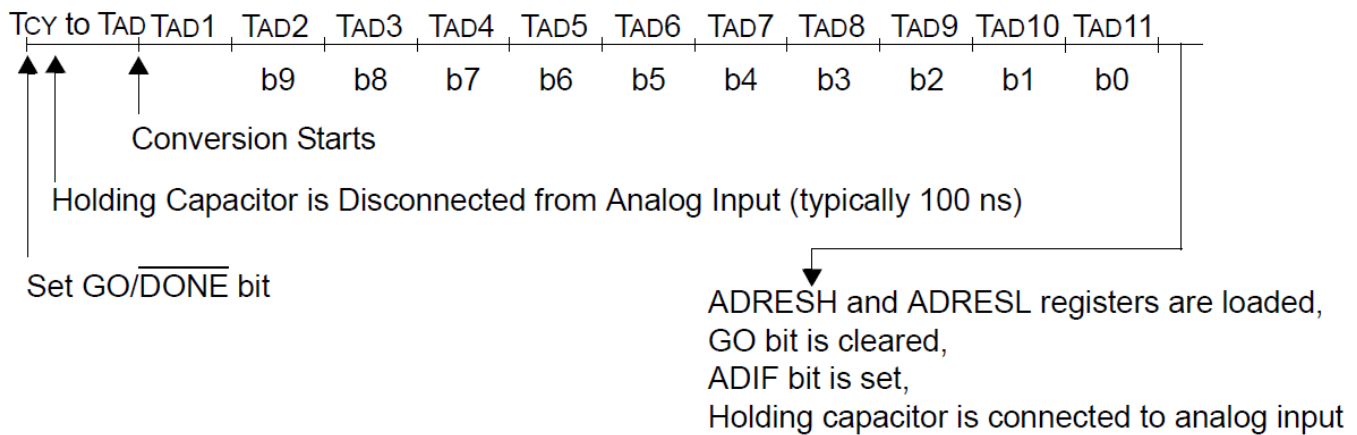 TCY to TAD TAD1 TAD2 TAD3 TAD4 TAD5 TAD6 TAD7 TAD8 TAD9 TAD10 TAD11
b9 b8 b7 b6 b5 b4 b3 b2 b1 b0
Conversion Starts
Holding Capacitor is Disconnected from Analog Input (typically 100 ns)
Set GO/DONE bit
ADRESH and ADRESL registers are loaded,
GO bit is cleared,
ADIF bit is set,
Holding capacitor is connected to analog input